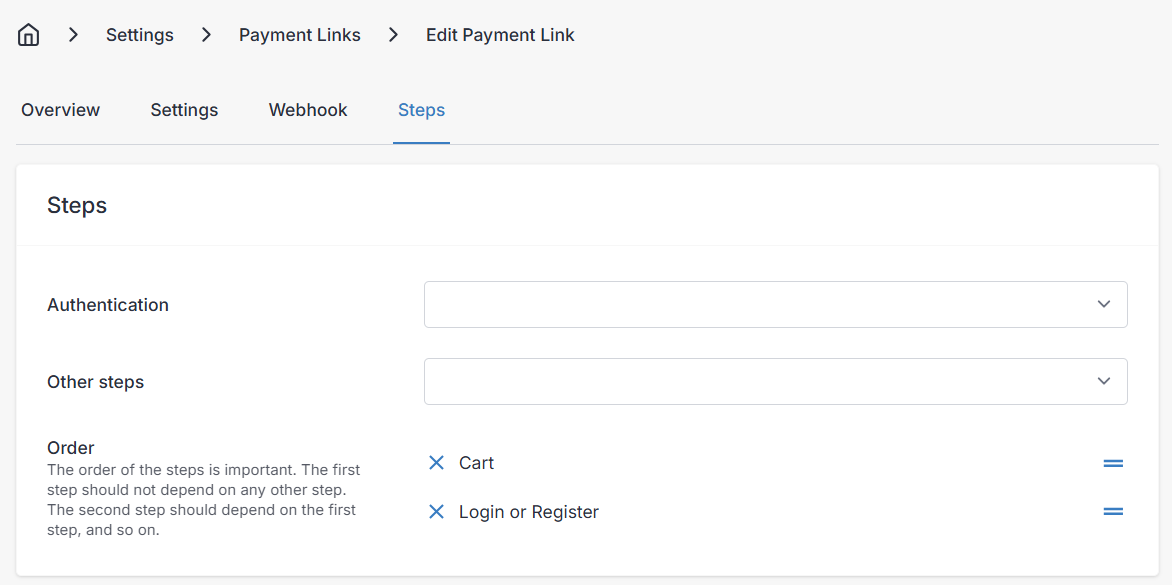 Settings
Payment Links
Edit Payment Link
Overview
Settings
Webhook
Steps
Steps
Authentication
Other steps
Order
The order of the steps is important. The first
step should not depend on any other step.
The second step should depend on the first
step, and so on.
Cart
Login or Register